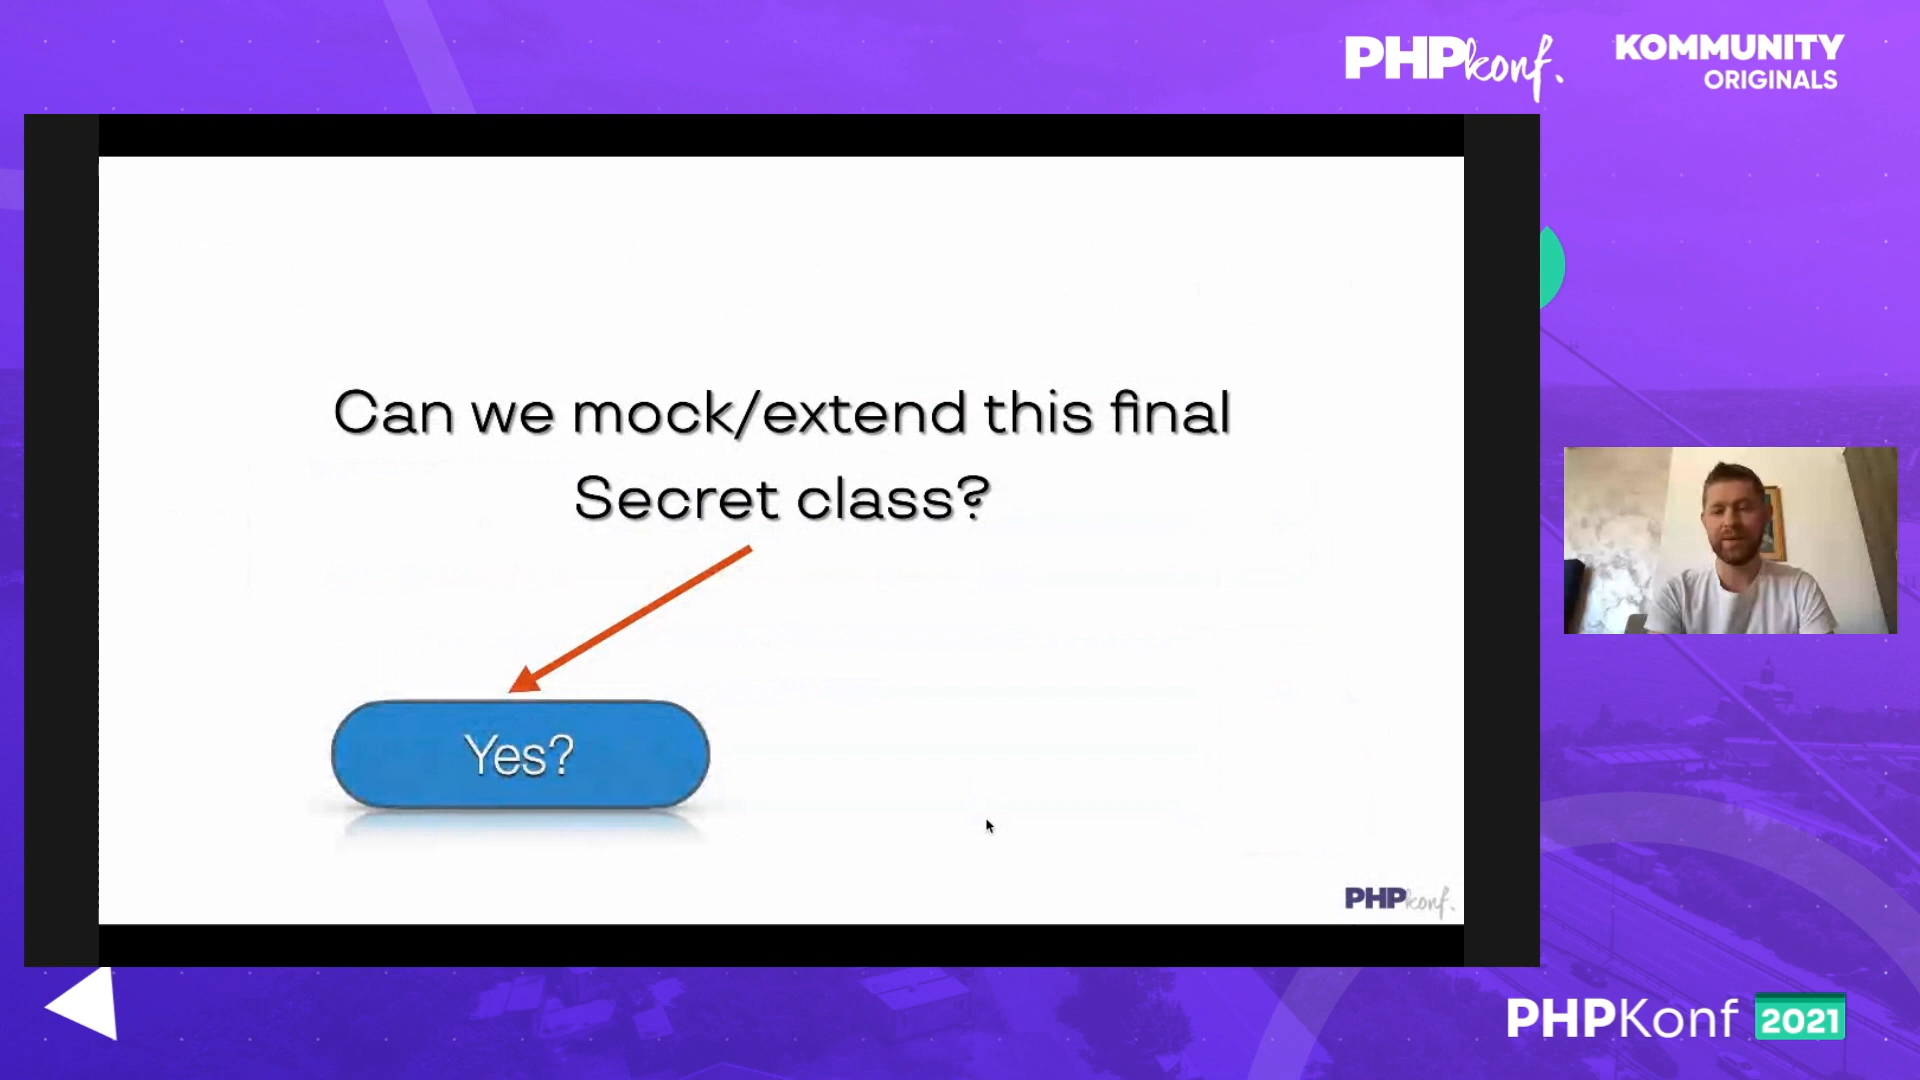 PHPkonf.
KOMMUNITY
ORIGINALS
Can we mock/extend this final
Secret class?
Yes?
PHPkonf.
PHPKonf 2021